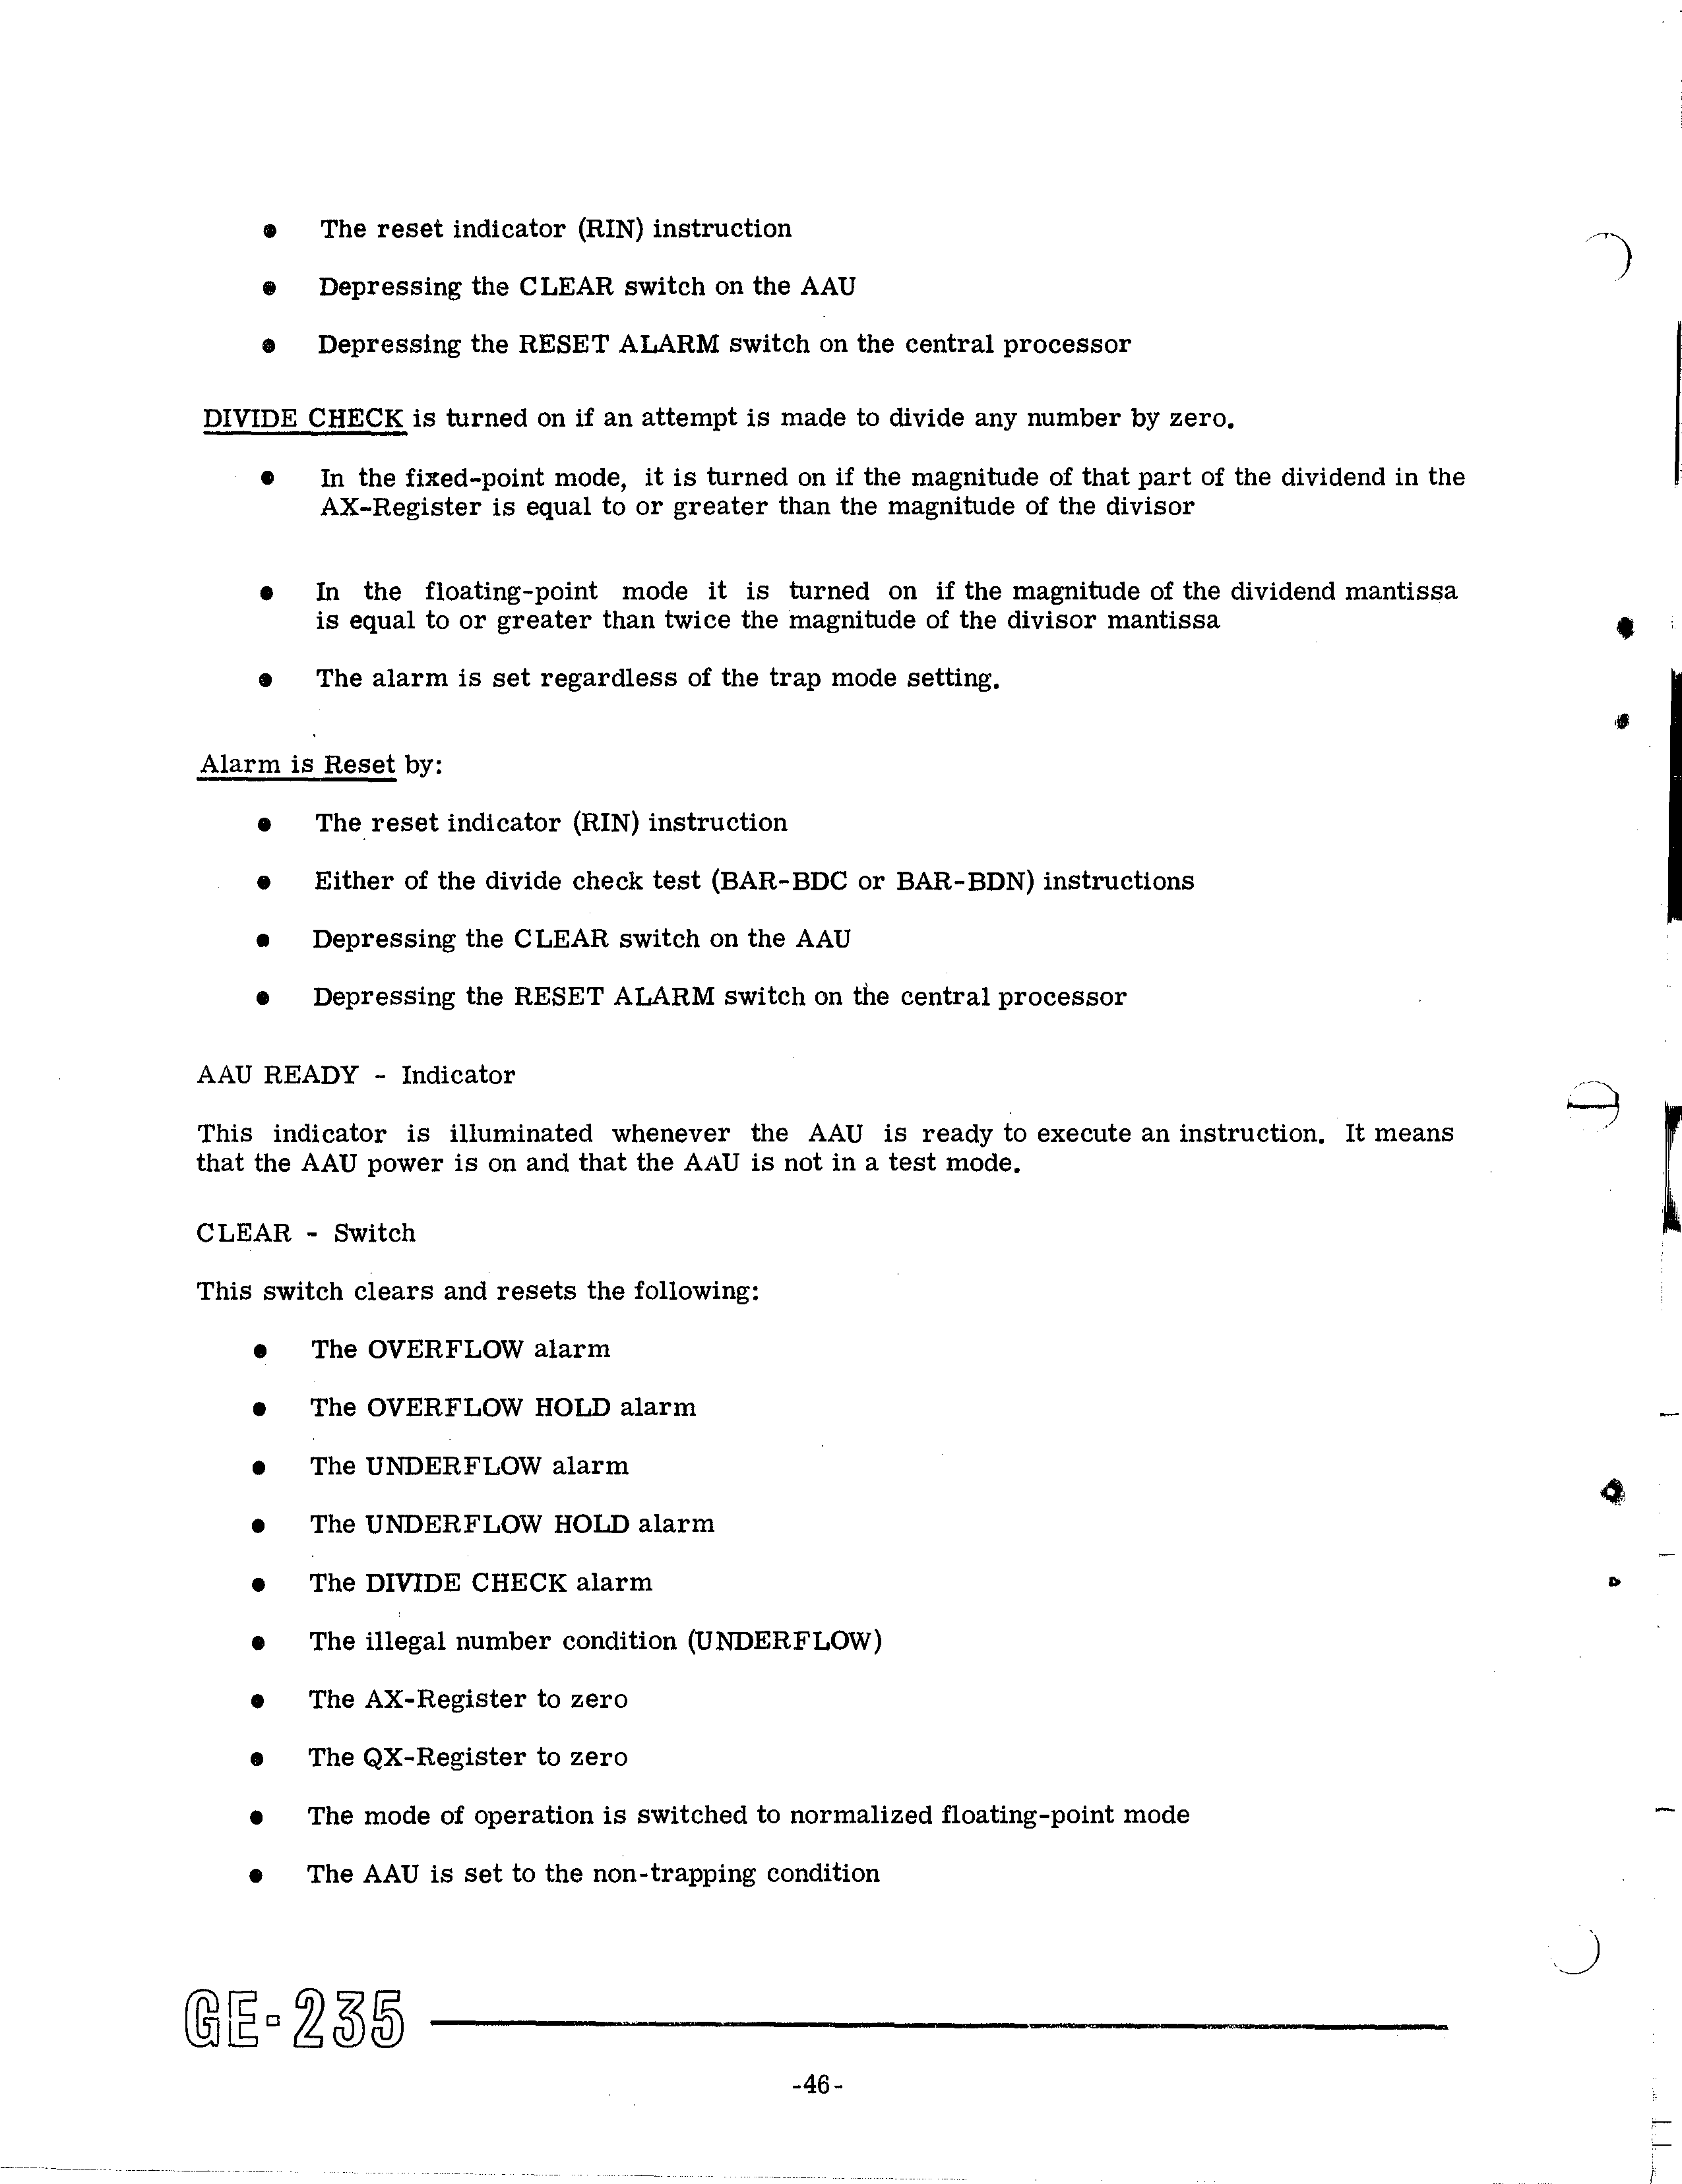 • The reset indicator (RIN) instruction
• Depressing the CLEAR switch on the AAU
• Depressing the RESET ALARM switch on the central processor
DIVIDE CHECK is turned on if an attempt is made to divide any number by zero.
• In the fixed-point mode, it is turned on if the magnitude of that part of the dividend in the
AX-Register is equal to or greater than the magnitude of the divisor
• In the floating-point mode it is turned on if the magnitude of the dividend mantissa
is equal to or greater than twice the magnitude of the divisor mantissa
• The alarm is set regardless of the trap mode setting.
Alarm is Reset by:
• The reset indicator (RIN) instruction
• Either of the divide check test (BAR-BDC or BAR-BDN) instructions
• Depressing the CLEAR switch on the AAU
• Depressing the RESET ALARM switch on the central processor
AAU READY - Indicator
This indicator is illuminated whenever the AAU is ready to execute an instruction. It means
that the AAU power is on and that the AAU is not in a test mode.
CLEAR - Switch
This switch clears and resets the following:
• The OVERFLOW alarm
• The OVERFLOW HOLD alarm
• The UNDERFLOW alarm
• The UNDERFLOW HOLD alarm
• The DIVIDE CHECK alarm
• The illegal number condition (UNDERFLOW)
• The AX-Register to zero
• The QX-Register to zero
• The mode of operation is switched to normalized floating-point mode
• The AAU is set to the non-trapping condition
GE-235
-46-